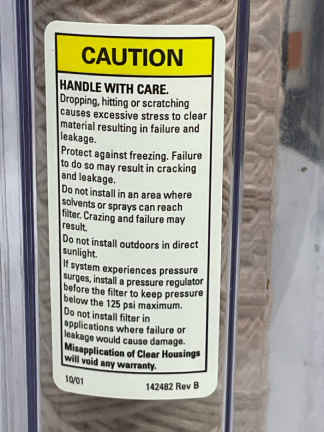 CAUTION
HANDLE WITH CARE.
Dropping, hitting or scratching
causes excessive stress to clear
material resulting in failure and
leakage.
Protect against freezing. Failure
to do so may result in cracking
and leakage.
Do not install in an area where
solvents or sprays can reach
filter. Crazing and failure may
result.
Do not install outdoors in direct
sunlight.
If system experiences pressure
surges, install a pressure regulator
before the filter to keep pressure
below the 125 psi maximum.
Do not install filter in
applications where failure or
leakage would cause damage.
Misapplication of Clear Housings
will void any warranty.
10/01 142482 Rev B